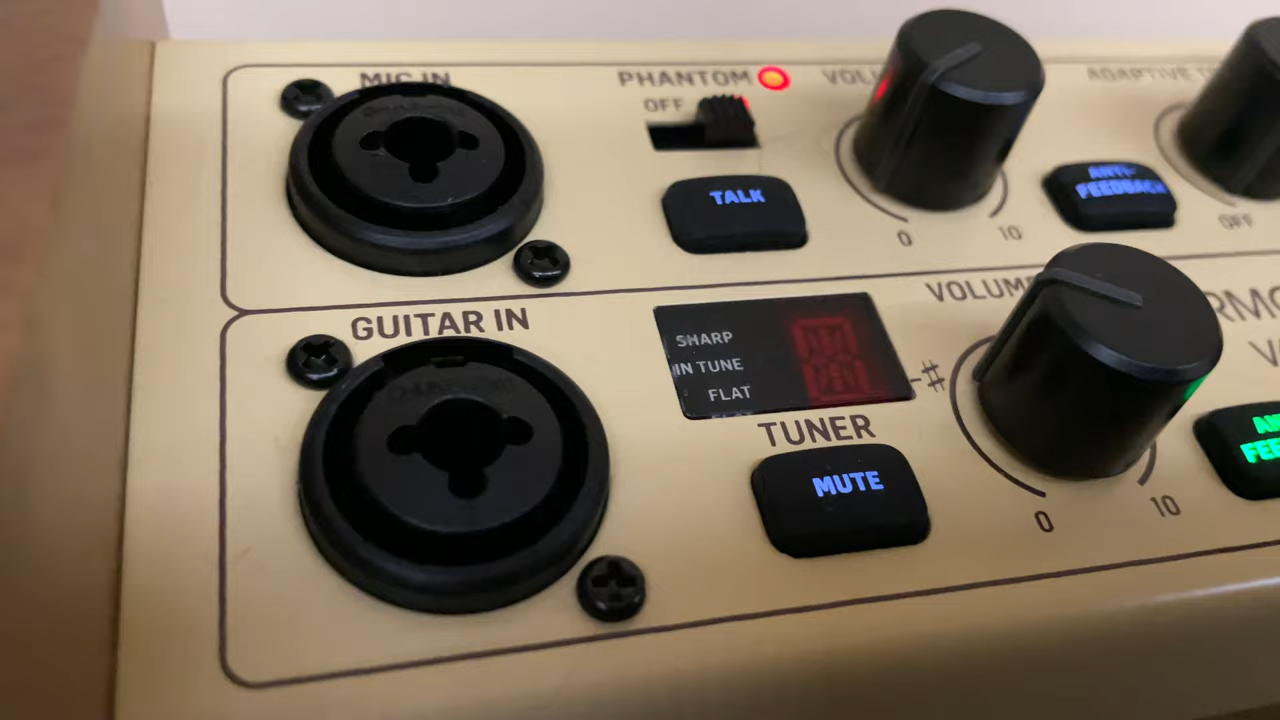 MIC IN
PHANTOM
OFF
TALK
ANTI-
FEEDBACK
0
10
OFF
GUITAR IN
SHARP
IN TUNE
FLAT
#
TUNER
MUTE
VOLUME
0
10